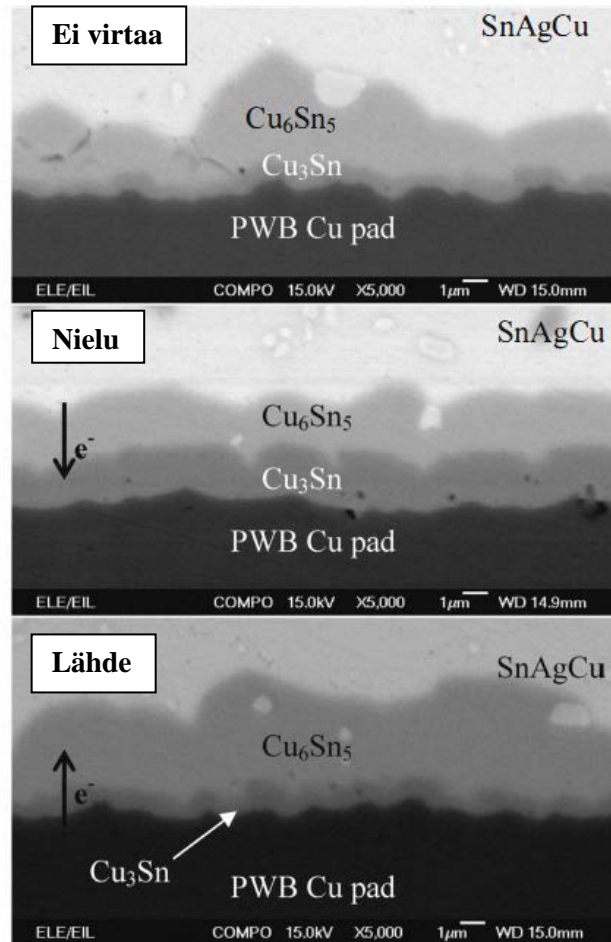 Ei virtaa
SnAgCu
Cu₆Sn₅
Cu₃Sn
PWB Cu pad
ELE/EIL COMPO 15.0kV X5,000 1µm WD 15.0mm
Nielu
SnAgCu
Cu₆Sn₅
e⁻
Cu₃Sn
PWB Cu pad
ELE/EIL COMPO 15.0kV X5,000 1µm WD 14.9mm
Lähde
SnAgCu
Cu₆Sn₅
e⁻
Cu₃Sn
PWB Cu pad
ELE/EIL COMPO 15.0kV X5,000 1µm WD 15.0mm